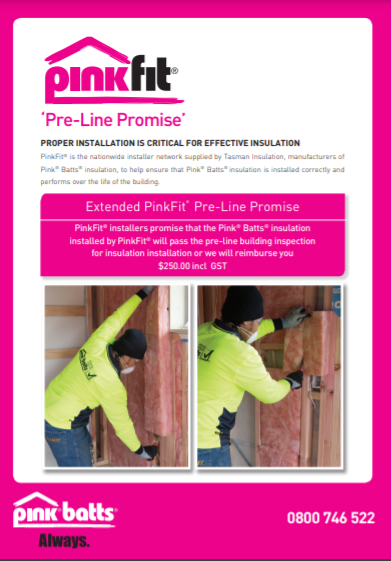 pinkfit®
'Pre-Line Promise'
PROPER INSTALLATION IS CRITICAL FOR EFFECTIVE INSULATION
PinkFit® is the nationwide installer network supplied by Tasman Insulation, manufacturers of
Pink® Batts® insulation, to help ensure that Pink® Batts® insulation is installed correctly and
performs over the life of the building.
Extended PinkFit® Pre-Line Promise
PinkFit® installers promise that the Pink® Batts® insulation
installed by PinkFit® will pass the pre-line building inspection
for insulation installation or we will reimburse you
$250.00 incl GST
pink® batts®
Always.
0800 746 522